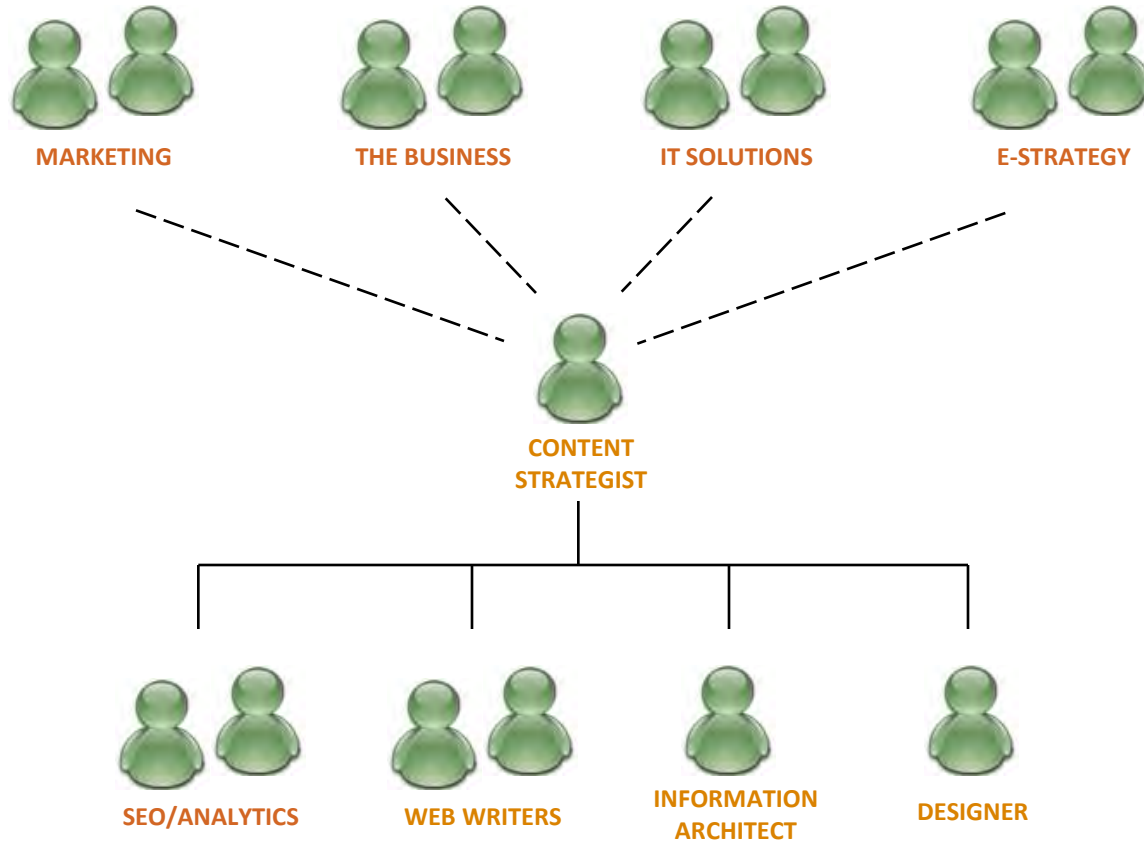 MARKETING
THE BUSINESS
IT SOLUTIONS
E-STRATEGY
CONTENT
STRATEGIST
SEO/ANALYTICS
WEB WRITERS
INFORMATION
ARCHITECT
DESIGNER